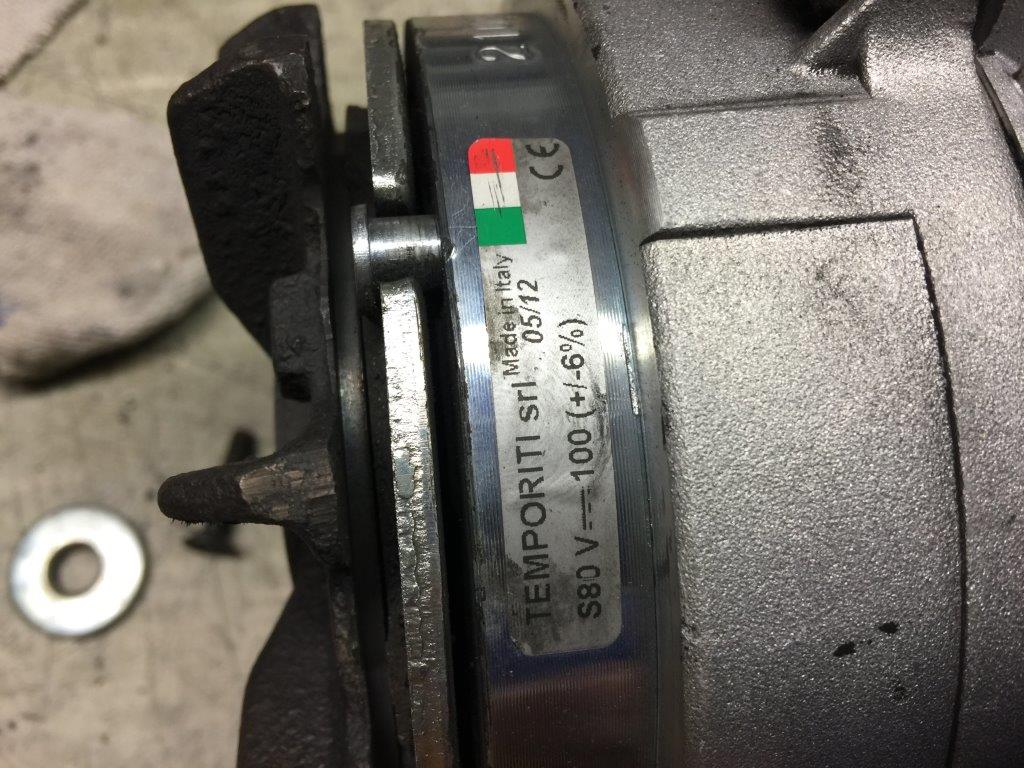 CE
Made in Italy
TEMPORITI srl .. 05/12
S80 V 100 (+/-6%)